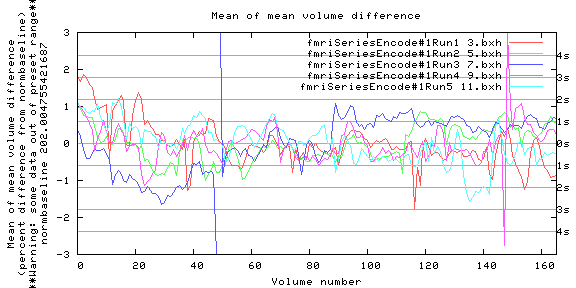 Mean of mean volume difference
Mean of mean volume difference
(percent difference from normbaseline)
**Warning: some data out of preset range**
normbaseline 202.004755421687
fmriSeriesEncode#1Run1 3.bxh
fmriSeriesEncode#1Run2 5.bxh
fmriSeriesEncode#1Run3 7.bxh
fmriSeriesEncode#1Run4 9.bxh
fmriSeriesEncode#1Run5 11.bxh
3
2
1
0
-1
-2
-3
4s
3s
2s
1s
0s
1s
2s
3s
4s
0 20 40 60 80 100 120 140 160
Volume number